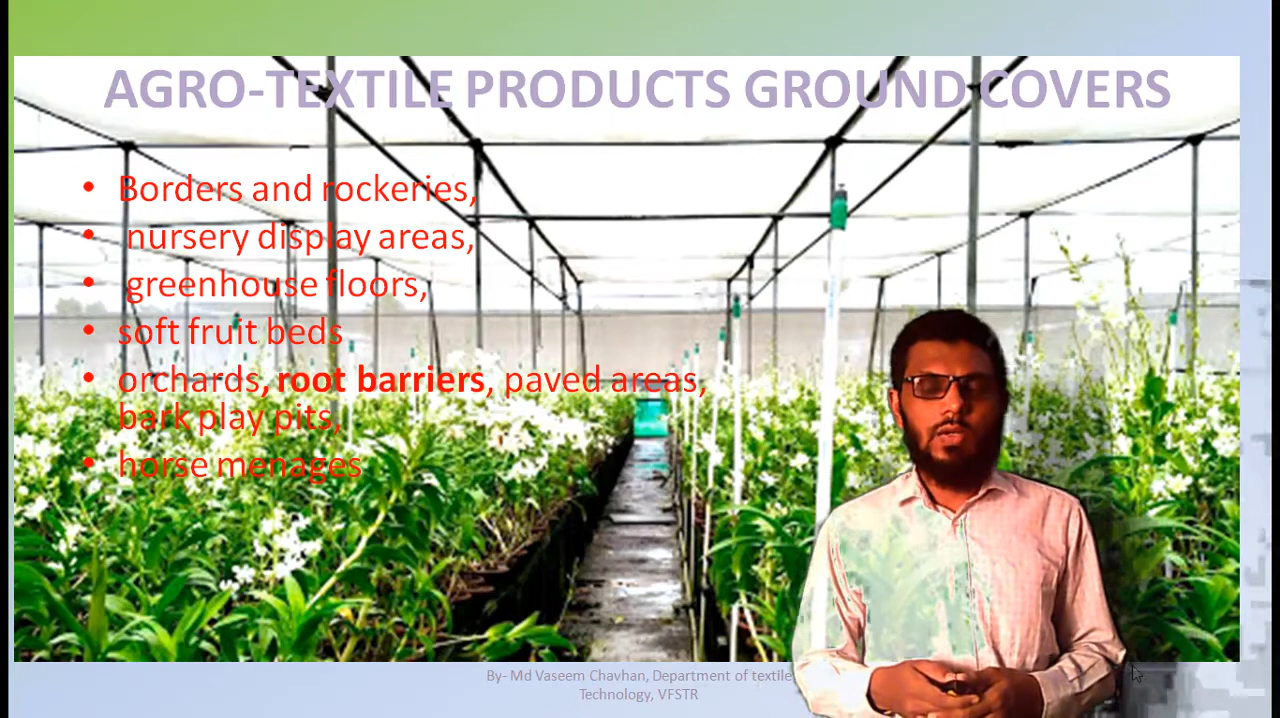 AGRO-TEXTILE PRODUCTS GROUND COVERS
• Borders and rockeries,
• nursery display areas,
• greenhouse floors,
• soft fruit beds
• orchards, root barriers, paved areas,
bark play pits,
• horse menages
By- Md Vaseem Chavhan, Department of textile
Technology, VFSTR